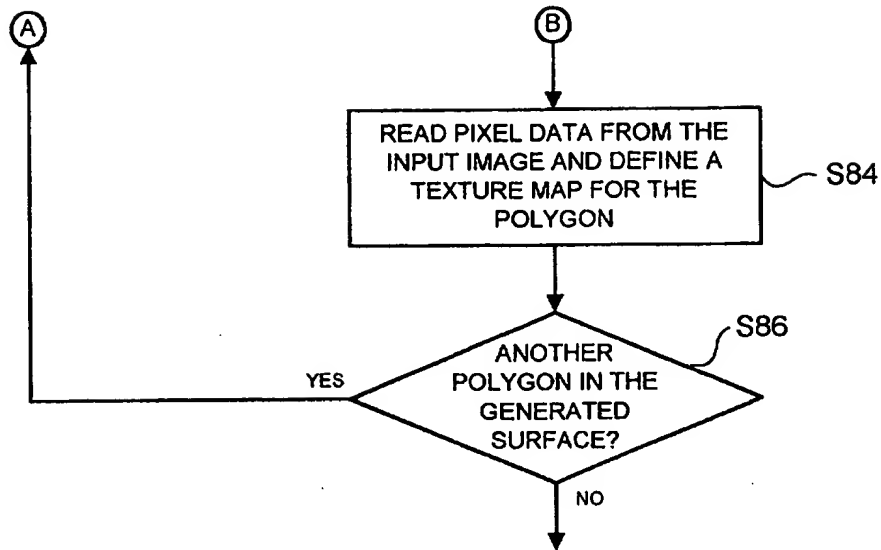 A
B
READ PIXEL DATA FROM THE
INPUT IMAGE AND DEFINE A
TEXTURE MAP FOR THE
POLYGON
S84
S86
ANOTHER
POLYGON IN THE
GENERATED
SURFACE?
YES
NO